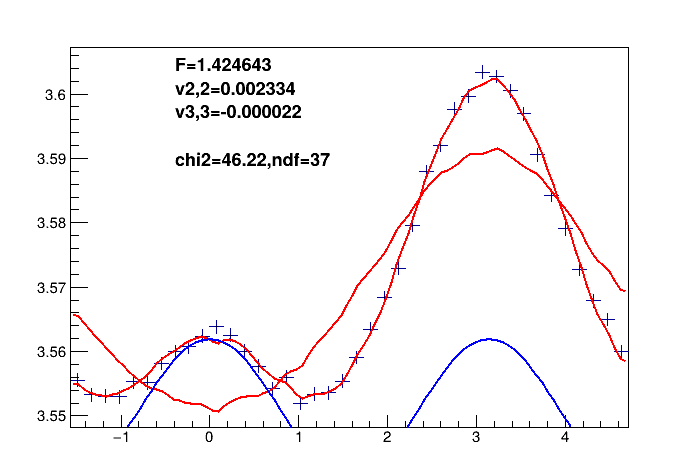 F=1.424643
v2,2=0.002334
v3,3=-0.000022
chi2=46.22,ndf=37
3.6
3.59
3.58
3.57
3.56
3.55
−1 0 1 2 3 4